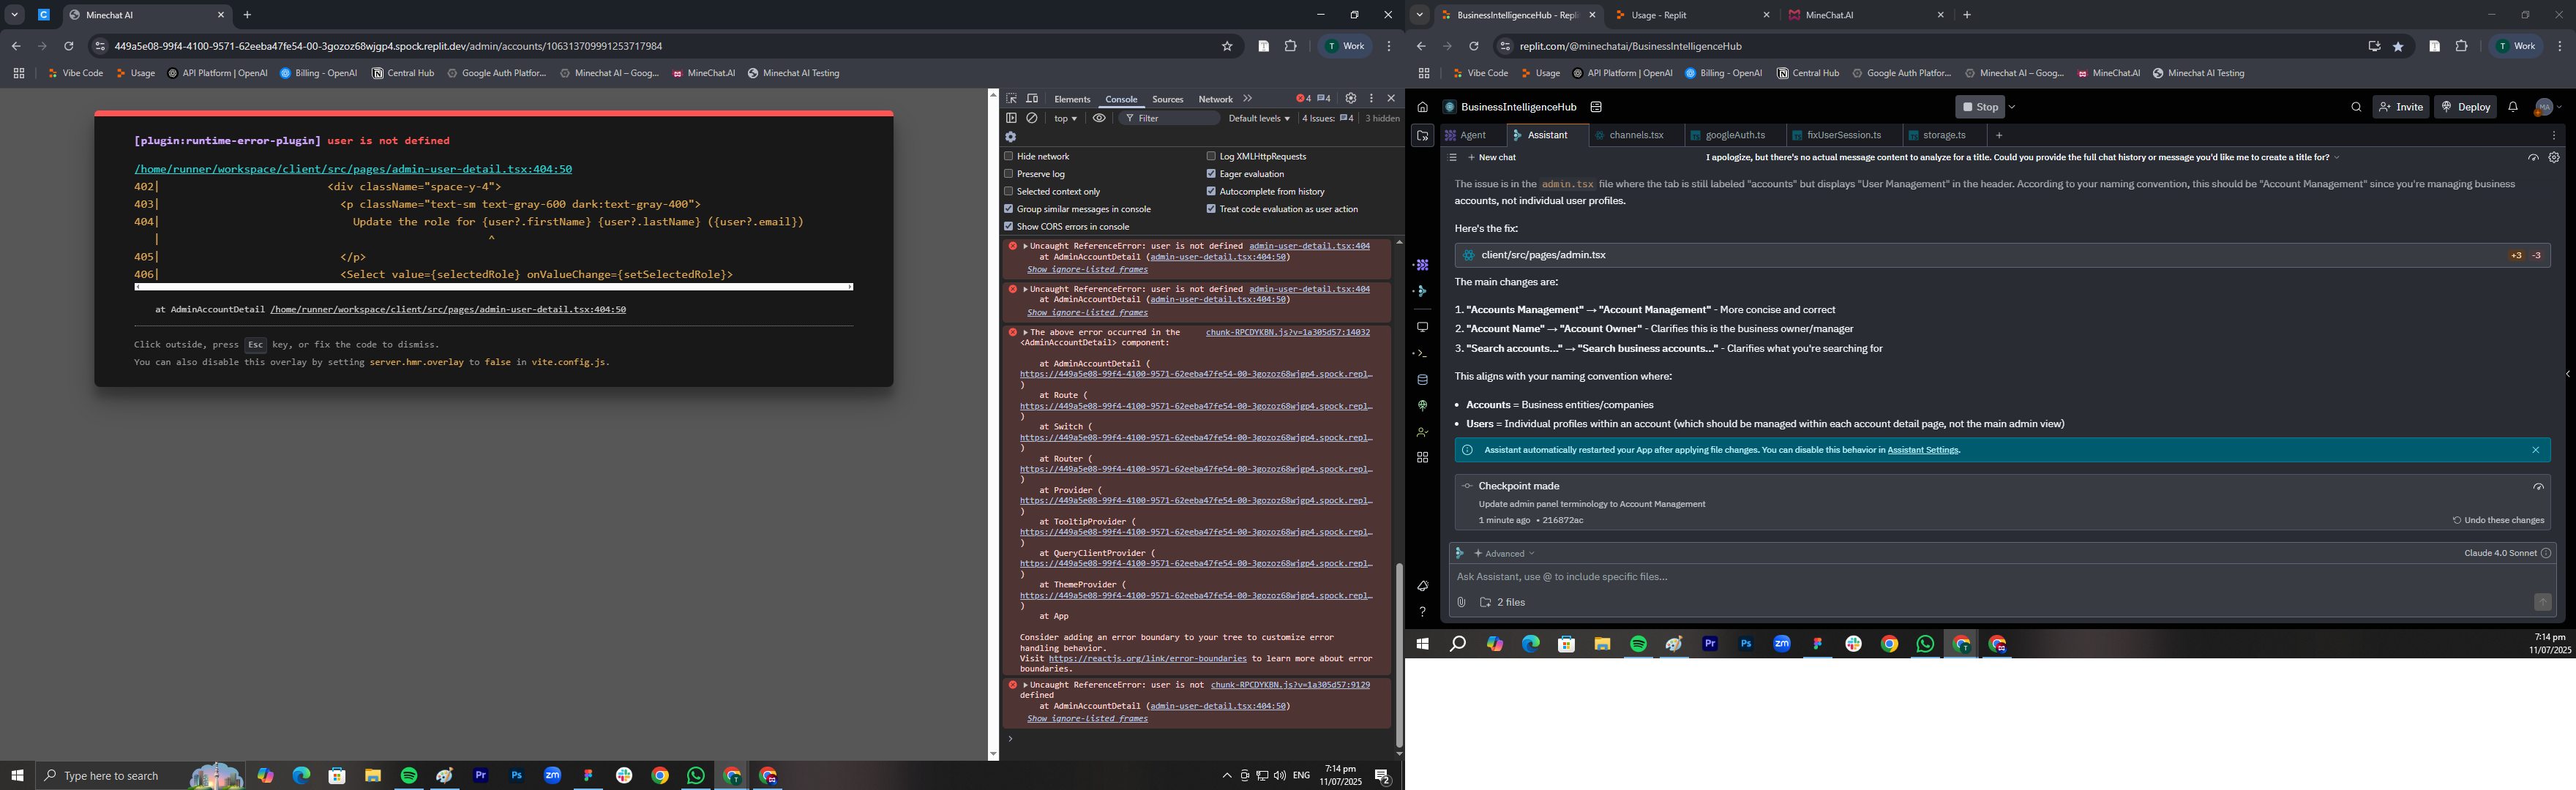 Minechat AI
449a5e08-99f4-4100-9571-62eeba47fe54-00-3gozoz68wjgp4.spock.replit.dev/admin/accounts/106313709991253717984
T Work
Vibe Code Usage API Platform | OpenAI Billing - OpenAI Central Hub Google Auth Platfor... Minechat AI – Goog... MineChat.AI Minechat AI Testing
[plugin:runtime-error-plugin] user is not defined
/home/runner/workspace/client/src/pages/admin-user-detail.tsx:404:50
402| <div className="space-y-4">
403| <p className="text-sm text-gray-600 dark:text-gray-400">
404| Update the role for {user?.firstName} {user?.lastName} ({user?.email})
| ^
405| </p>
406| <Select value={selectedRole} onValueChange={setSelectedRole}>
at AdminAccountDetail /home/runner/workspace/client/src/pages/admin-user-detail.tsx:404:50
Click outside, press Esc key, or fix the code to dismiss.
You can also disable this overlay by setting server.hmr.overlay to false in vite.config.js.
Elements Console Sources Network 4 4
top Filter Default levels 4 Issues: 4 3 hidden
Hide network Log XMLHttpRequests
Preserve log Eager evaluation
Selected context only Autocomplete from history
Group similar messages in console Treat code evaluation as user action
Show CORS errors in console
Uncaught ReferenceError: user is not defined admin-user-detail.tsx:404
at AdminAccountDetail (admin-user-detail.tsx:404:50)
Show ignore-listed frames
Uncaught ReferenceError: user is not defined admin-user-detail.tsx:404
at AdminAccountDetail (admin-user-detail.tsx:404:50)
Show ignore-listed frames
The above error occurred in the chunk-RPCDYKBN.js?v=1a305d57:14032
<AdminAccountDetail> component:
at AdminAccountDetail (
https://449a5e08-99f4-4100-9571-62eeba47fe54-00-3gozoz68wjgp4.spock.repl…
)
at Route (
https://449a5e08-99f4-4100-9571-62eeba47fe54-00-3gozoz68wjgp4.spock.repl…
)
at Switch (
https://449a5e08-99f4-4100-9571-62eeba47fe54-00-3gozoz68wjgp4.spock.repl…
)
at Router (
https://449a5e08-99f4-4100-9571-62eeba47fe54-00-3gozoz68wjgp4.spock.repl…
)
at Provider (
https://449a5e08-99f4-4100-9571-62eeba47fe54-00-3gozoz68wjgp4.spock.repl…
)
at TooltipProvider (
https://449a5e08-99f4-4100-9571-62eeba47fe54-00-3gozoz68wjgp4.spock.repl…
)
at QueryClientProvider (
https://449a5e08-99f4-4100-9571-62eeba47fe54-00-3gozoz68wjgp4.spock.repl…
)
at ThemeProvider (
https://449a5e08-99f4-4100-9571-62eeba47fe54-00-3gozoz68wjgp4.spock.repl…
)
at App
Consider adding an error boundary to your tree to customize error
handling behavior.
Visit https://reactjs.org/link/error-boundaries to learn more about error
boundaries.
Uncaught ReferenceError: user is not chunk-RPCDYKBN.js?v=1a305d57:9129
defined
at AdminAccountDetail (admin-user-detail.tsx:404:50)
Show ignore-listed frames
Type here to search
Pr Ps zm
ENG
7:14 pm
11/07/2025
2
BusinessIntelligenceHub - Repli Usage - Replit MineChat.AI
replit.com/@minechatai/BusinessIntelligenceHub
T Work
Vibe Code Usage API Platform | OpenAI Billing - OpenAI Central Hub Google Auth Platfor... Minechat AI – Goog... MineChat.AI Minechat AI Testing
BusinessIntelligenceHub Stop Invite Deploy MA
Agent Assistant channels.tsx googleAuth.ts fixUserSession.ts storage.ts
New chat I apologize, but there's no actual message content to analyze for a title. Could you provide the full chat history or message you'd like me to create a title for?
The issue is in the admin.tsx file where the tab is still labeled "accounts" but displays "User Management" in the header. According to your naming convention, this should be "Account Management" since you're managing business
accounts, not individual user profiles.
Here's the fix:
client/src/pages/admin.tsx +3 -3
The main changes are:
1. "Accounts Management" → "Account Management" - More concise and correct
2. "Account Name" → "Account Owner" - Clarifies this is the business owner/manager
3. "Search accounts..." → "Search business accounts..." - Clarifies what you're searching for
This aligns with your naming convention where:
• Accounts = Business entities/companies
• Users = Individual profiles within an account (which should be managed within each account detail page, not the main admin view)
Assistant automatically restarted your App after applying file changes. You can disable this behavior in Assistant Settings.
Checkpoint made
Update admin panel terminology to Account Management
1 minute ago • 216872ac Undo these changes
Advanced Claude 4.0 Sonnet
Ask Assistant, use @ to include specific files...
2 files
Pr Ps zm
7:14 pm
11/07/2025